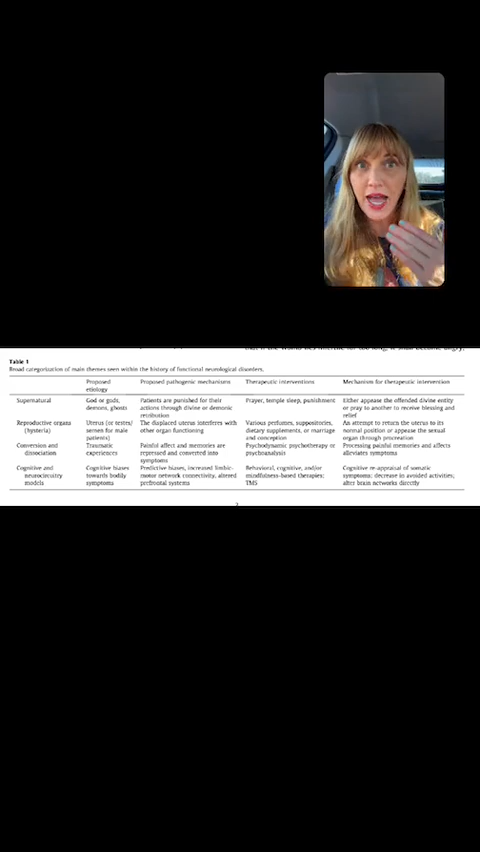 Table 1
Broad categorization of main themes seen within the history of functional neurological disorders.
Proposed etiology
Proposed pathogenic mechanisms
Therapeutic interventions
Mechanism for therapeutic intervention
Supernatural
God or gods, demons, ghosts
Patients are punished for their actions through divine or demonic retribution
Prayer, temple sleep, punishment
Either appease the offended divine entity or pray to another to receive blessing and relief
Reproductive organs (hysteria)
Uterus (or testes/semen for male patients)
The displaced uterus interferes with other organ functioning
Various perfumes, suppositories, dietary supplements, or marriage and conception
An attempt to return the uterus to its normal position or appease the sexual organ through procreation
Conversion and dissociation
Traumatic experiences
Painful affect and memories are repressed and converted into symptoms
Psychodynamic psychotherapy or psychoanalysis
Processing painful memories and affects alleviates symptoms
Cognitive and neurocircuitry models
Cognitive biases towards bodily symptoms
Predictive biases, increased limbic-motor network connectivity, altered prefrontal systems
Behavioral, cognitive, and/or mindfulness-based therapies; TMS
Cognitive re-appraisal of somatic symptoms; decrease in avoided activities; alter brain networks directly
2